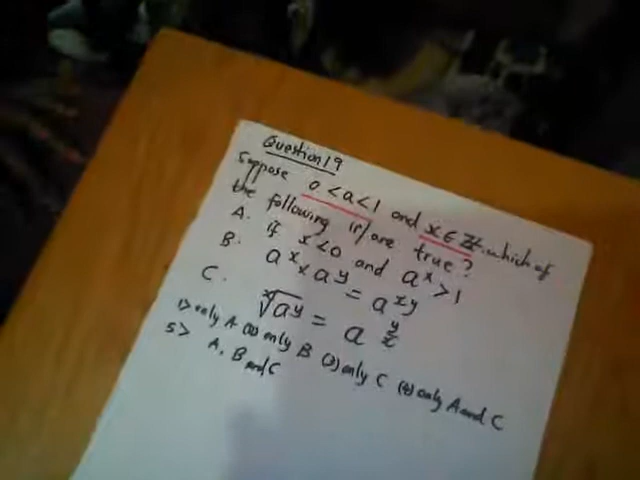 Question 19
Suppose 0 < a < 1 and x ∈ Z. which of
the following is/are true?
A. if x < 0 and a^x > 1
B. a^x × a^y = a^xy
C. ˣ√a^y = a^(y/x)
1) only A (2) only B (3) only C (4) only A and C
5) A, B and C